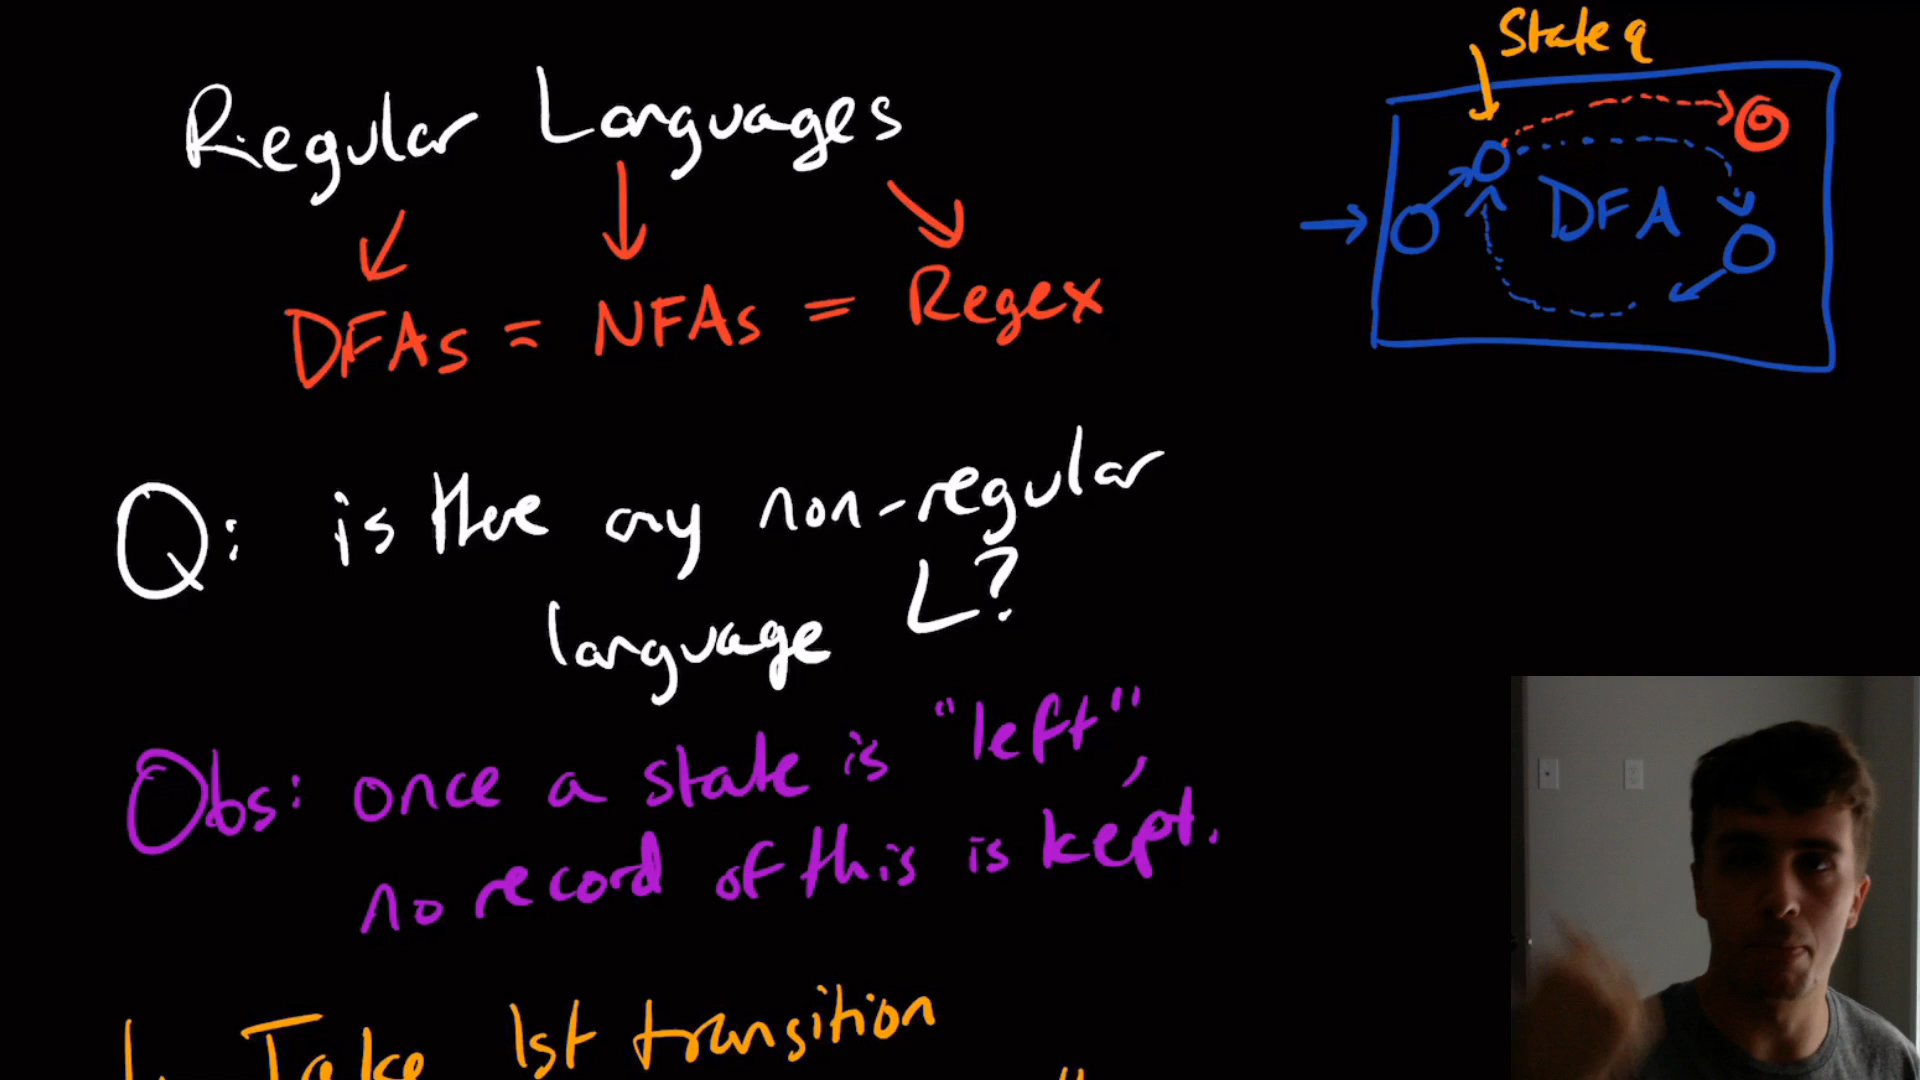 Regular Languages
DFAs = NFAs = Regex
State q
DFA
Q: is there any non-regular
language L?
Obs: once a state is "left",
no record of this is kept.
Take 1st transition